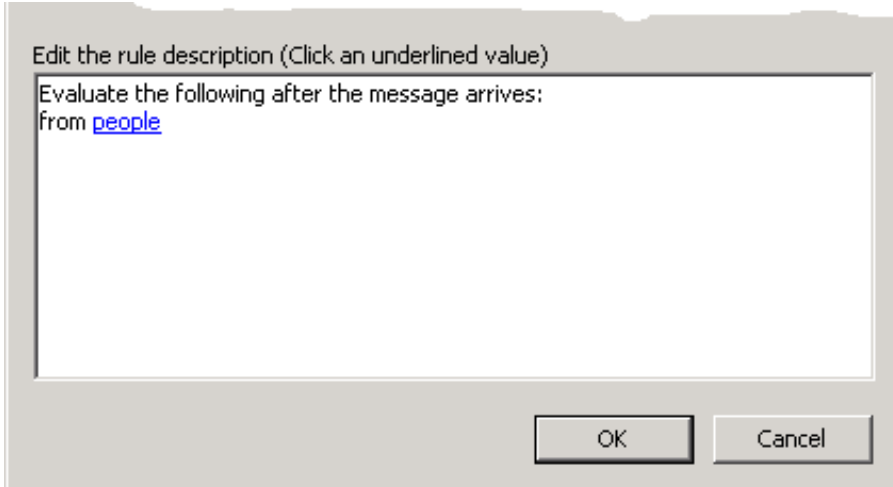 Edit the rule description (Click an underlined value)
Evaluate the following after the message arrives:
from people
OK
Cancel